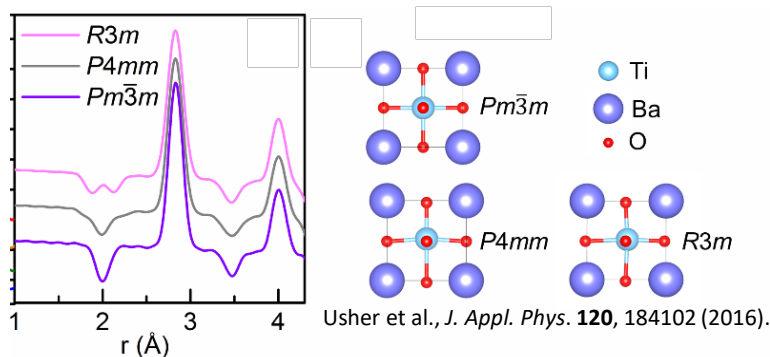 R3m
P4mm
Pm3̅m
1 2 3 4
r (Å)
Pm3̅m
Ti
Ba
O
P4mm
R3m
Usher et al., J. Appl. Phys. 120, 184102 (2016).